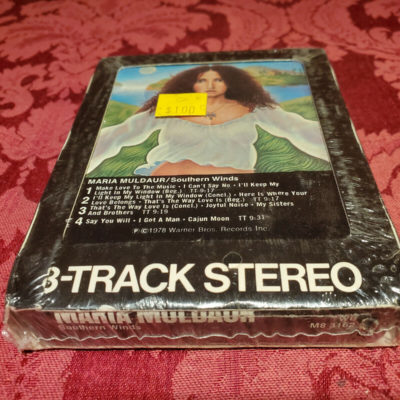 $1.00
MARIA MULDAUR/Southern Winds
1 Make Love To The Music • I Can't Say No • I'll Keep My
Light In My Window (Beg.) TT 9:17
2 I'll Keep My Light In My Window (Concl.) • Here Is Where Your
Love Belongs • That's The Way Love Is (Beg.) TT 9:17
3 That's The Way Love Is (Concl.) • Joyful Noise • My Sisters
And Brothers TT 9:19
4 Say You Will • I Got A Man • Cajun Moon TT 9:31
℗©1978 Warner Bros. Records Inc.
8-TRACK STEREO
MARIA MULDAUR
Southern Winds
M8 3162